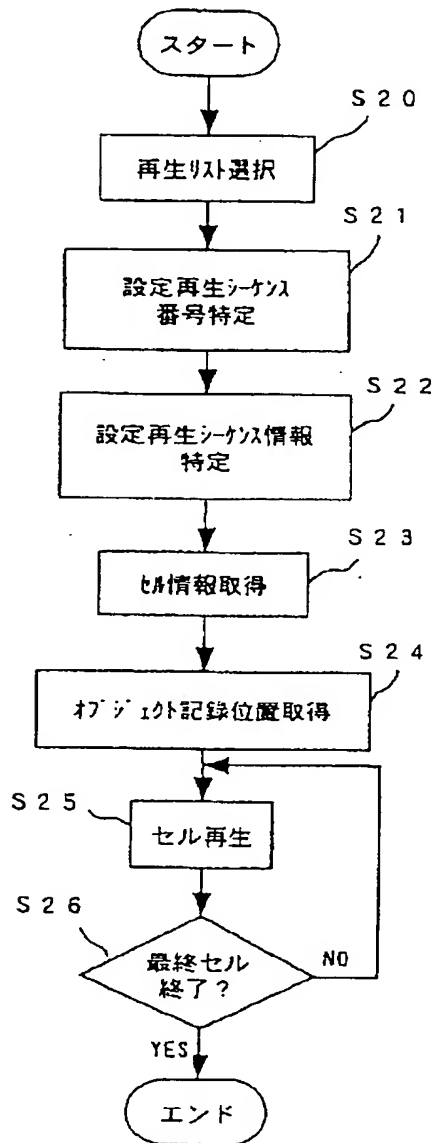 スタート
S20
再生リスト選択
S21
設定再生シーケンス
番号特定
S22
設定再生シーケンス情報
特定
S23
セル情報取得
S24
オブジェクト記録位置取得
S25
セル再生
S26
最終セル
終了?
NO
YES
エンド